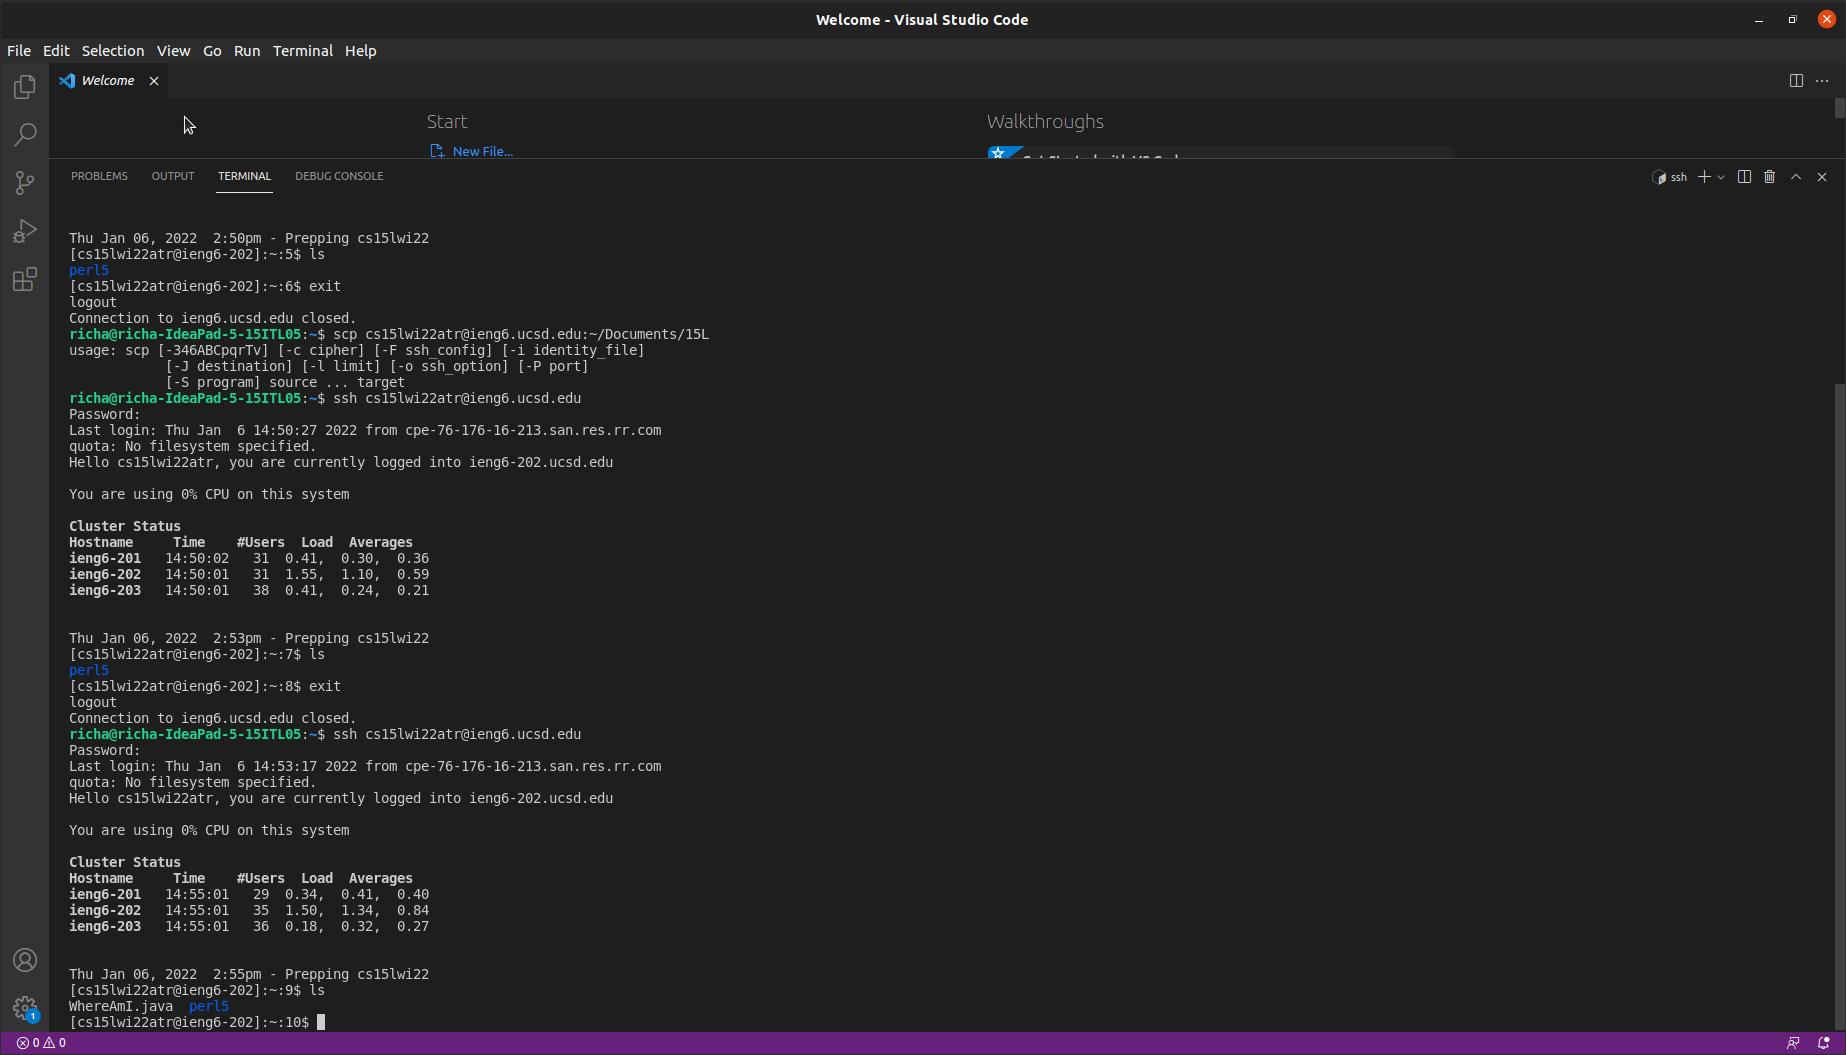 Welcome - Visual Studio Code
File Edit Selection View Go Run Terminal Help
Welcome
Start
Walkthroughs
New File...
Get Started with VS Code
PROBLEMS OUTPUT TERMINAL DEBUG CONSOLE
ssh
Thu Jan 06, 2022  2:50pm - Prepping cs15lwi22
[cs15lwi22atr@ieng6-202]:~:5$ ls
perl5
[cs15lwi22atr@ieng6-202]:~:6$ exit
logout
Connection to ieng6.ucsd.edu closed.
richa@richa-IdeaPad-5-15ITL05:~$ scp cs15lwi22atr@ieng6.ucsd.edu:~/Documents/15L
usage: scp [-346ABCpqrTv] [-c cipher] [-F ssh_config] [-i identity_file]
            [-J destination] [-l limit] [-o ssh_option] [-P port]
            [-S program] source ... target
richa@richa-IdeaPad-5-15ITL05:~$ ssh cs15lwi22atr@ieng6.ucsd.edu
Password:
Last login: Thu Jan  6 14:50:27 2022 from cpe-76-176-16-213.san.res.rr.com
quota: No filesystem specified.
Hello cs15lwi22atr, you are currently logged into ieng6-202.ucsd.edu
You are using 0% CPU on this system
Cluster Status
Hostname     Time    #Users  Load  Averages
ieng6-201   14:50:02   31  0.41,  0.30,  0.36
ieng6-202   14:50:01   31  1.55,  1.10,  0.59
ieng6-203   14:50:01   38  0.41,  0.24,  0.21
Thu Jan 06, 2022  2:53pm - Prepping cs15lwi22
[cs15lwi22atr@ieng6-202]:~:7$ ls
perl5
[cs15lwi22atr@ieng6-202]:~:8$ exit
logout
Connection to ieng6.ucsd.edu closed.
richa@richa-IdeaPad-5-15ITL05:~$ ssh cs15lwi22atr@ieng6.ucsd.edu
Password:
Last login: Thu Jan  6 14:53:17 2022 from cpe-76-176-16-213.san.res.rr.com
quota: No filesystem specified.
Hello cs15lwi22atr, you are currently logged into ieng6-202.ucsd.edu
You are using 0% CPU on this system
Cluster Status
Hostname     Time    #Users  Load  Averages
ieng6-201   14:55:01   29  0.34,  0.41,  0.40
ieng6-202   14:55:01   35  1.50,  1.34,  0.84
ieng6-203   14:55:01   36  0.18,  0.32,  0.27
Thu Jan 06, 2022  2:55pm - Prepping cs15lwi22
[cs15lwi22atr@ieng6-202]:~:9$ ls
WhereAmI.java  perl5
[cs15lwi22atr@ieng6-202]:~:10$
1
0 0